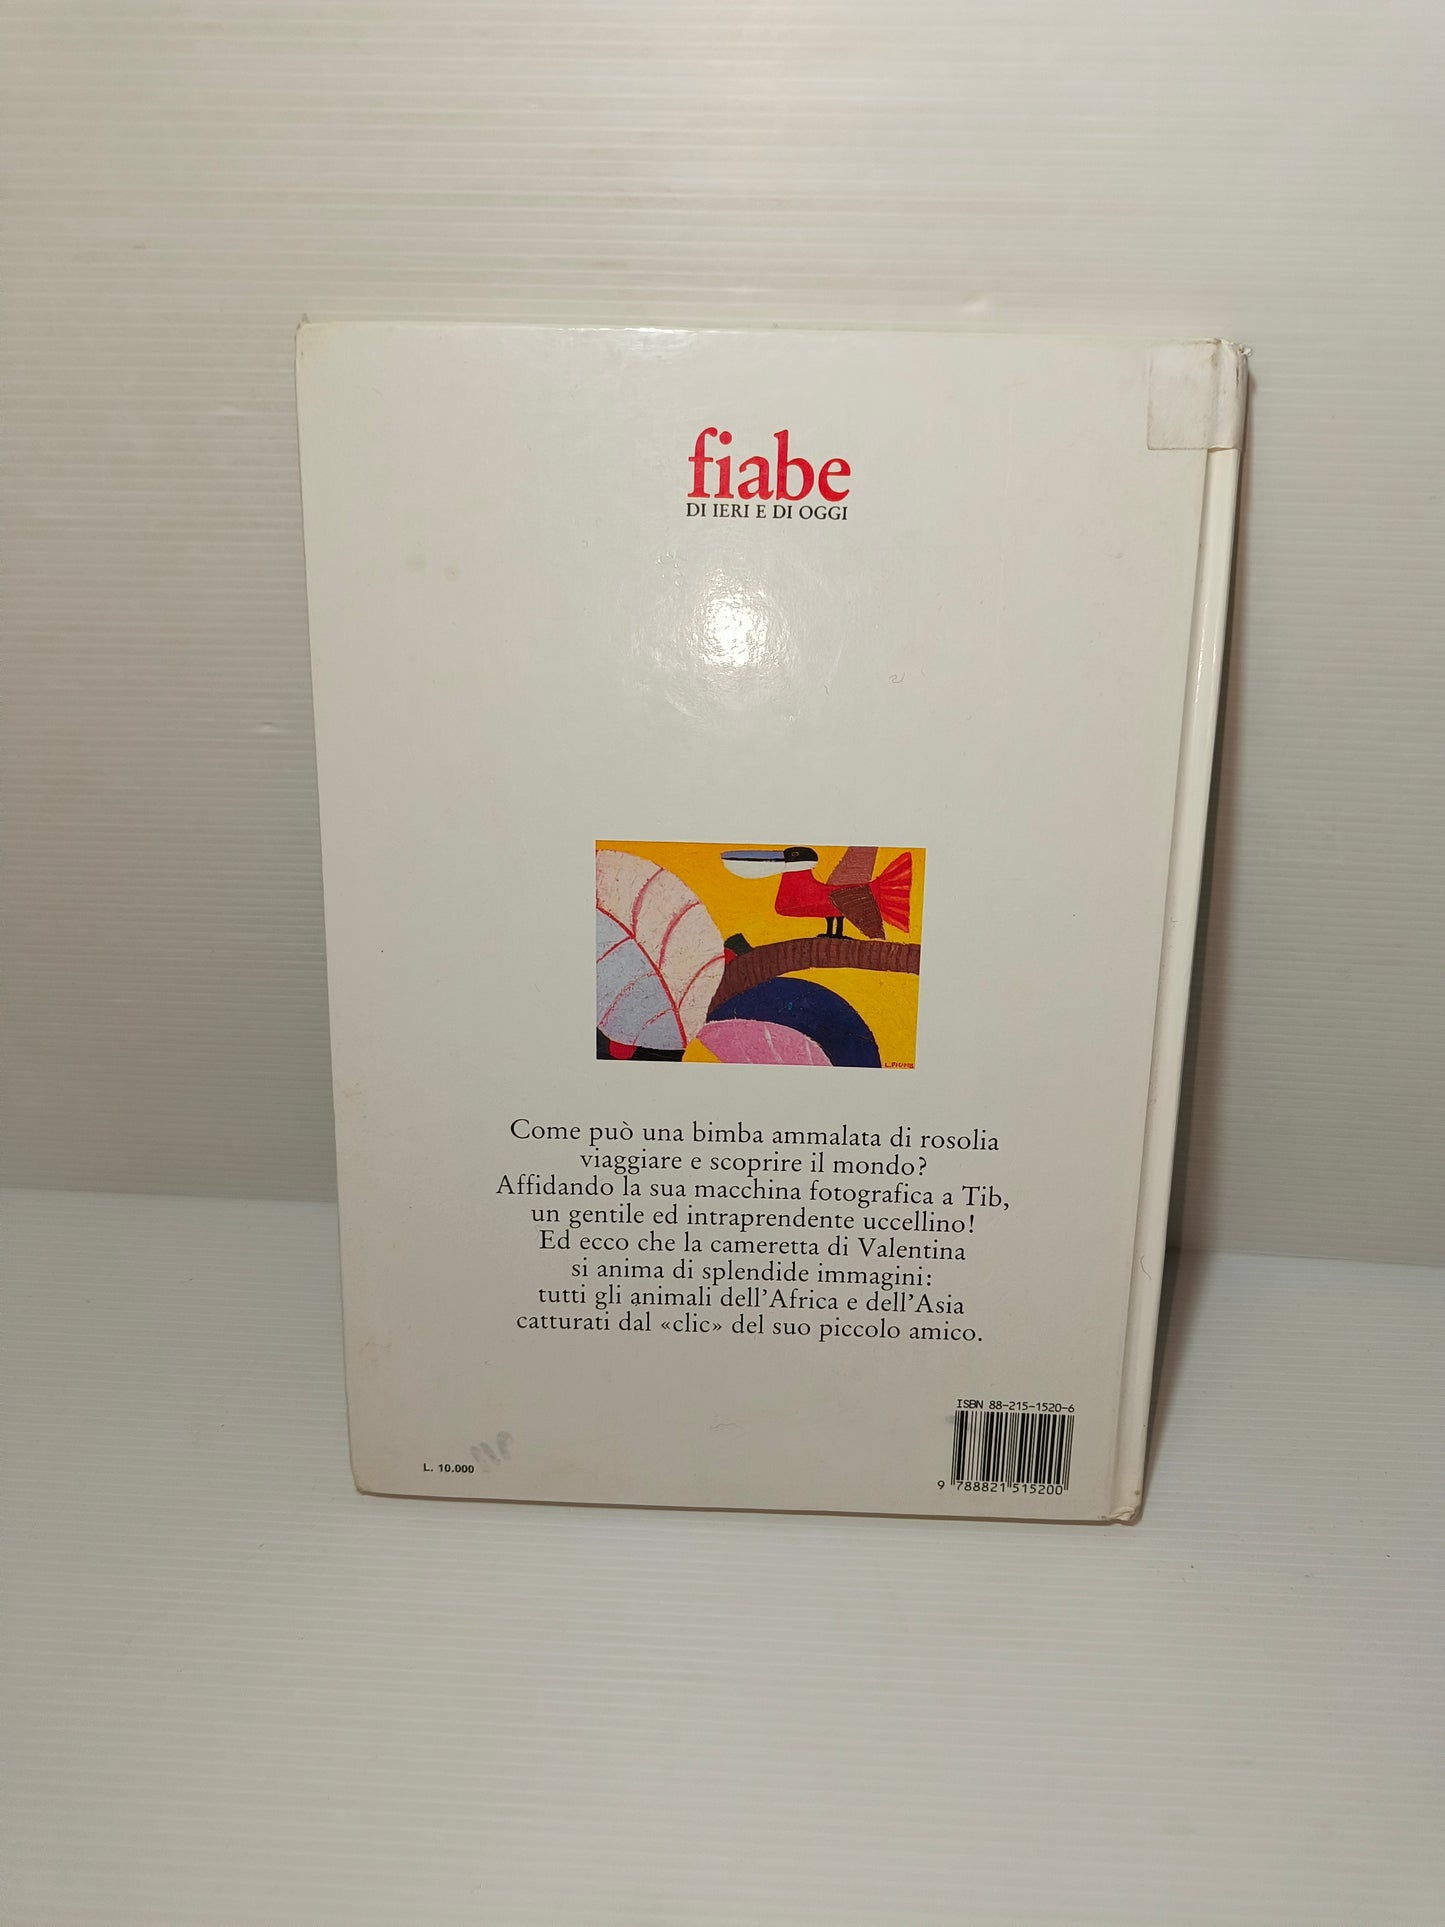 fiabe
DI IERI E DI OGGI
Come può una bimba ammalata di rosolia
viaggiare e scoprire il mondo?
Affidando la sua macchina fotografica a Tib,
un gentile ed intraprendente uccellino!
Ed ecco che la cameretta di Valentina
si anima di splendide immagini:
tutti gli animali dell'Africa e dell'Asia
catturati dal «clic» del suo piccolo amico.
ISBN 88-215-1520-6
L. 10.000
9 788821 515200